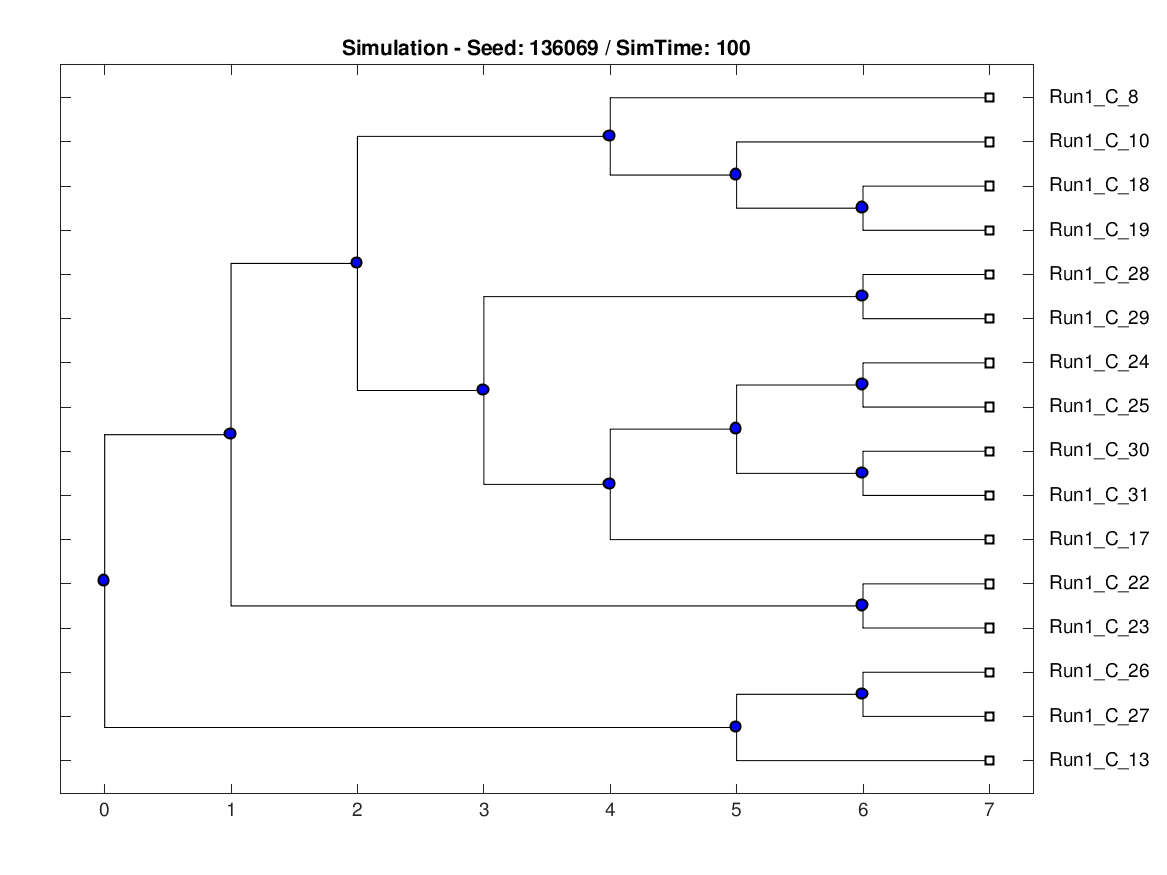 Simulation - Seed: 136069 / SimTime: 100
Run1_C_8
Run1_C_10
Run1_C_18
Run1_C_19
Run1_C_28
Run1_C_29
Run1_C_24
Run1_C_25
Run1_C_30
Run1_C_31
Run1_C_17
Run1_C_22
Run1_C_23
Run1_C_26
Run1_C_27
Run1_C_13
0 1 2 3 4 5 6 7